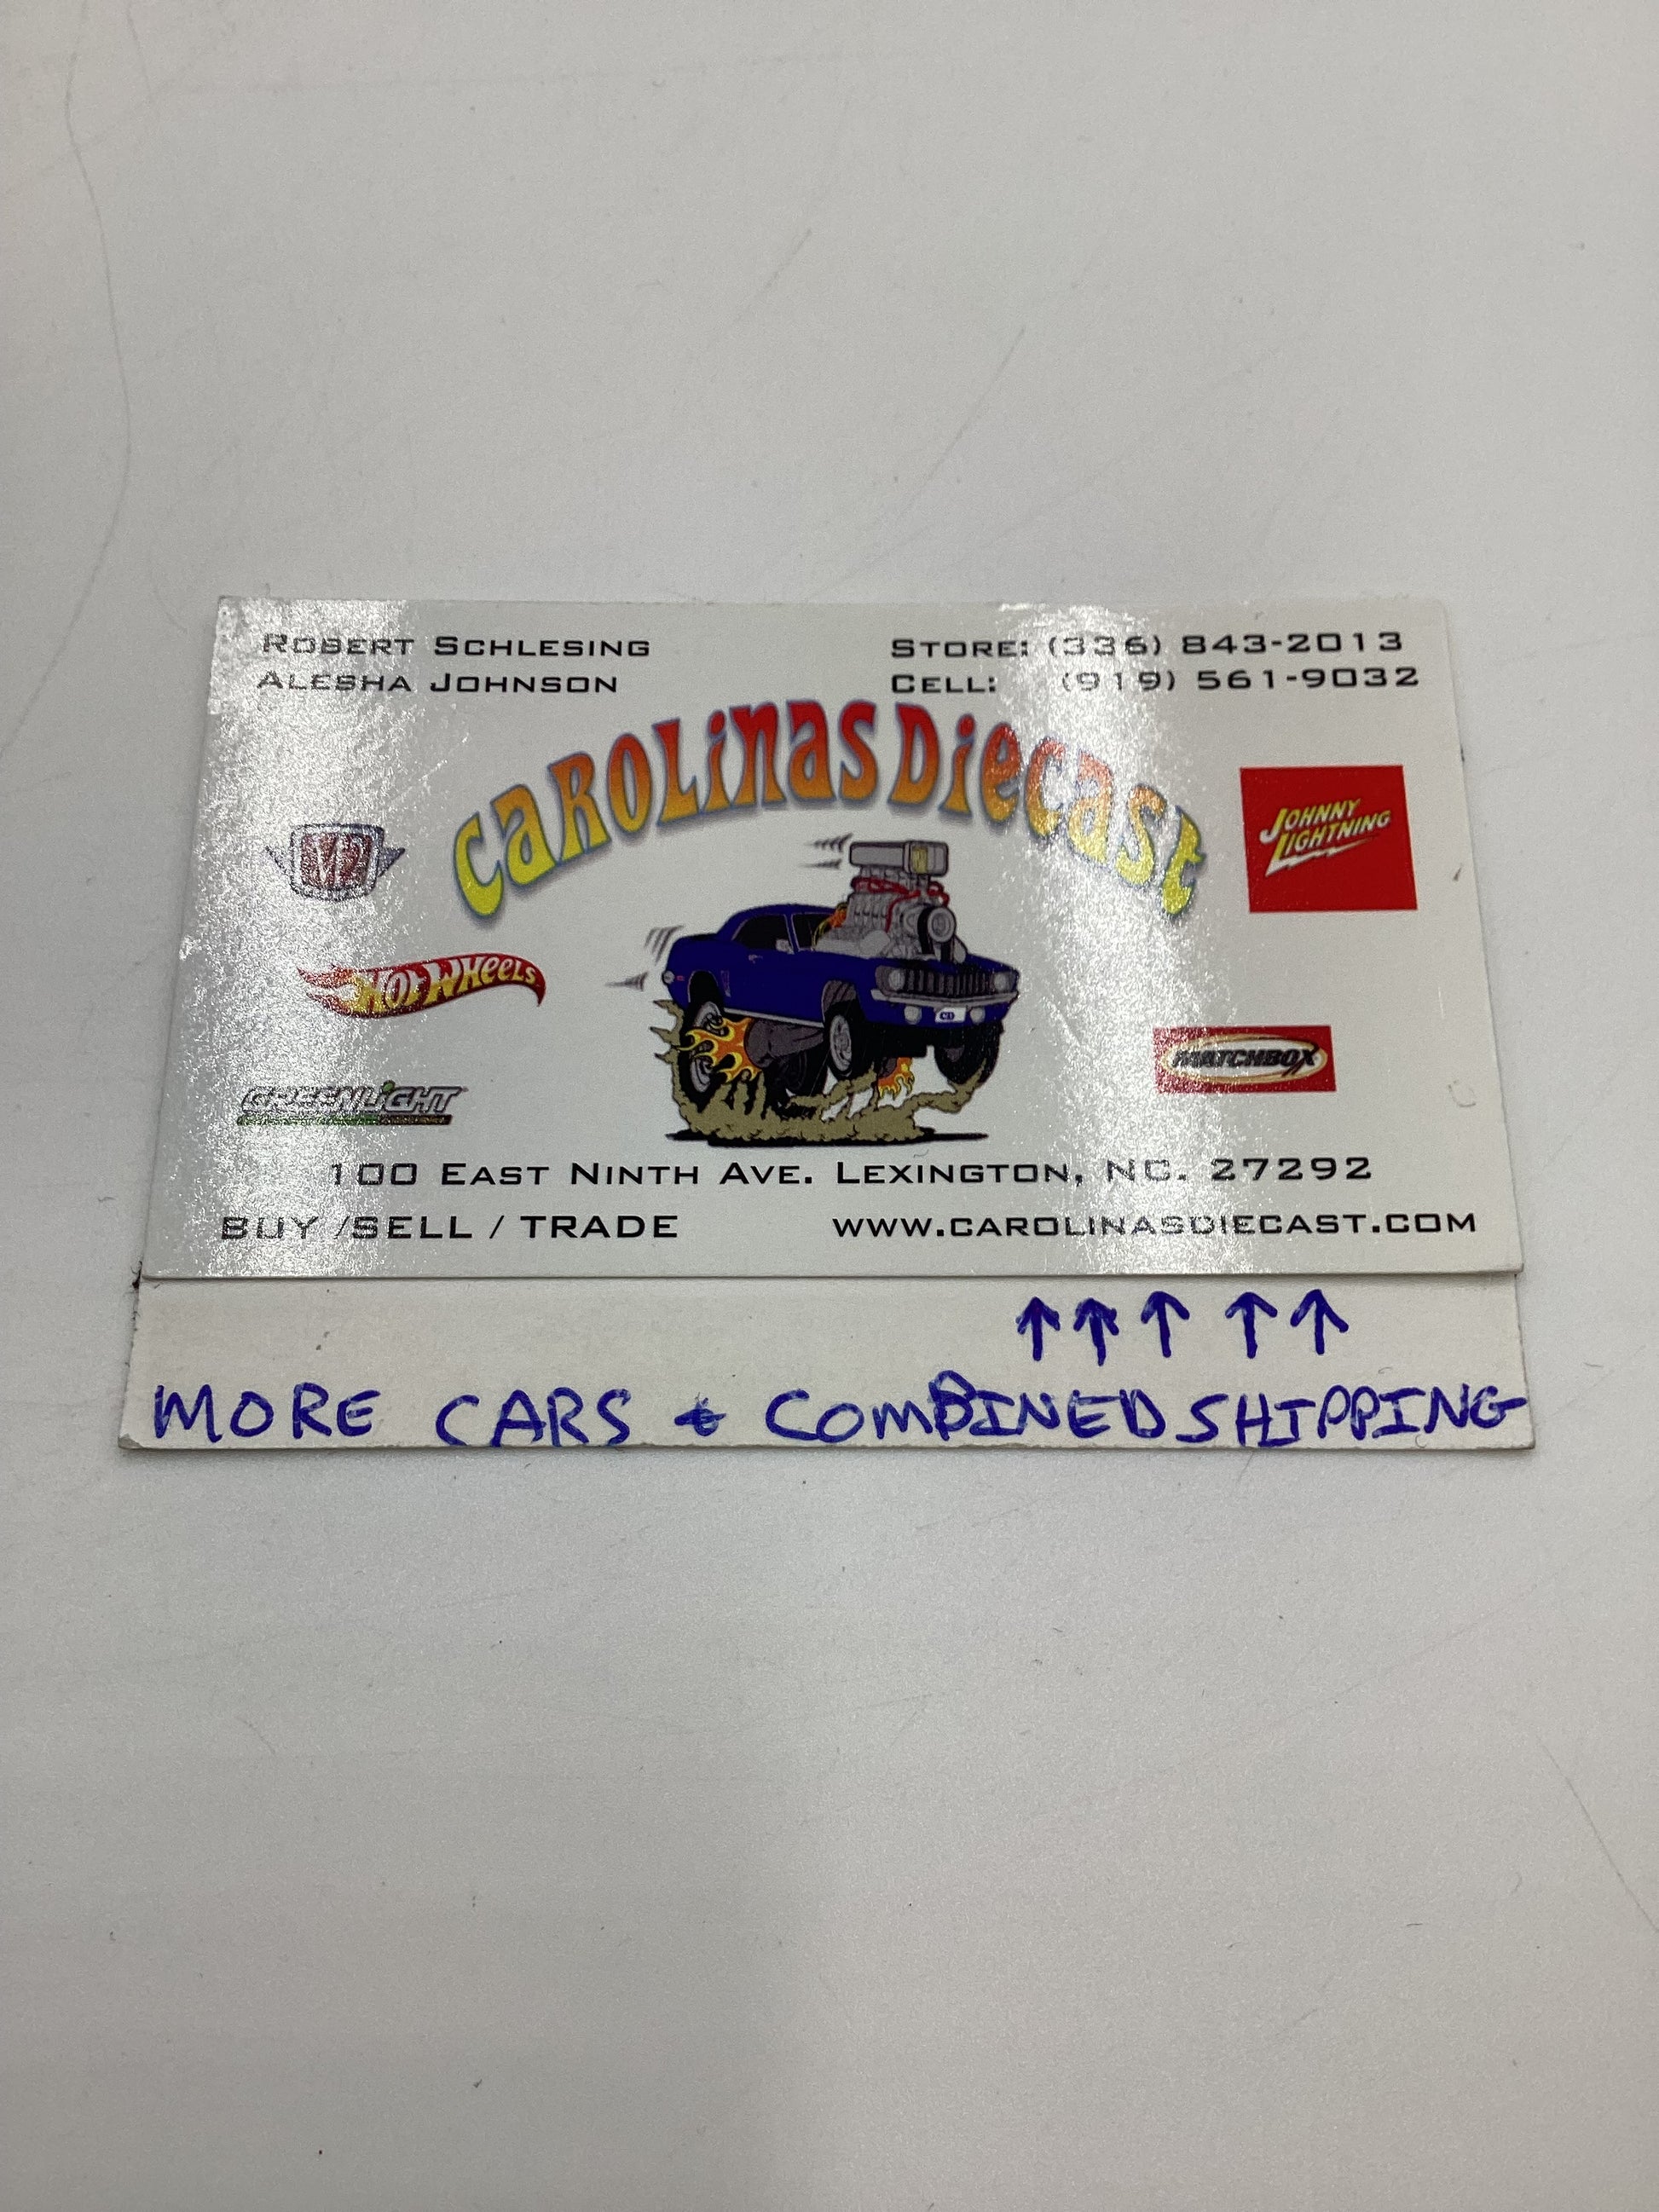 ROBERT SCHLESING
ALESHA JOHNSON
STORE: (336) 843-2013
CELL: (919) 561-9032
CAROLinas Diecast
M2
JOHNNY LIGHTNING
HOT WHEELS
CD
MATCHBOX
GREENLIGHT
100 EAST NINTH AVE. LEXINGTON, NC. 27292
BUY /SELL / TRADE
WWW.CAROLINASDIECAST.COM
↑↑↑ ↑↑
MORE CARS & COMBINED SHIPPING